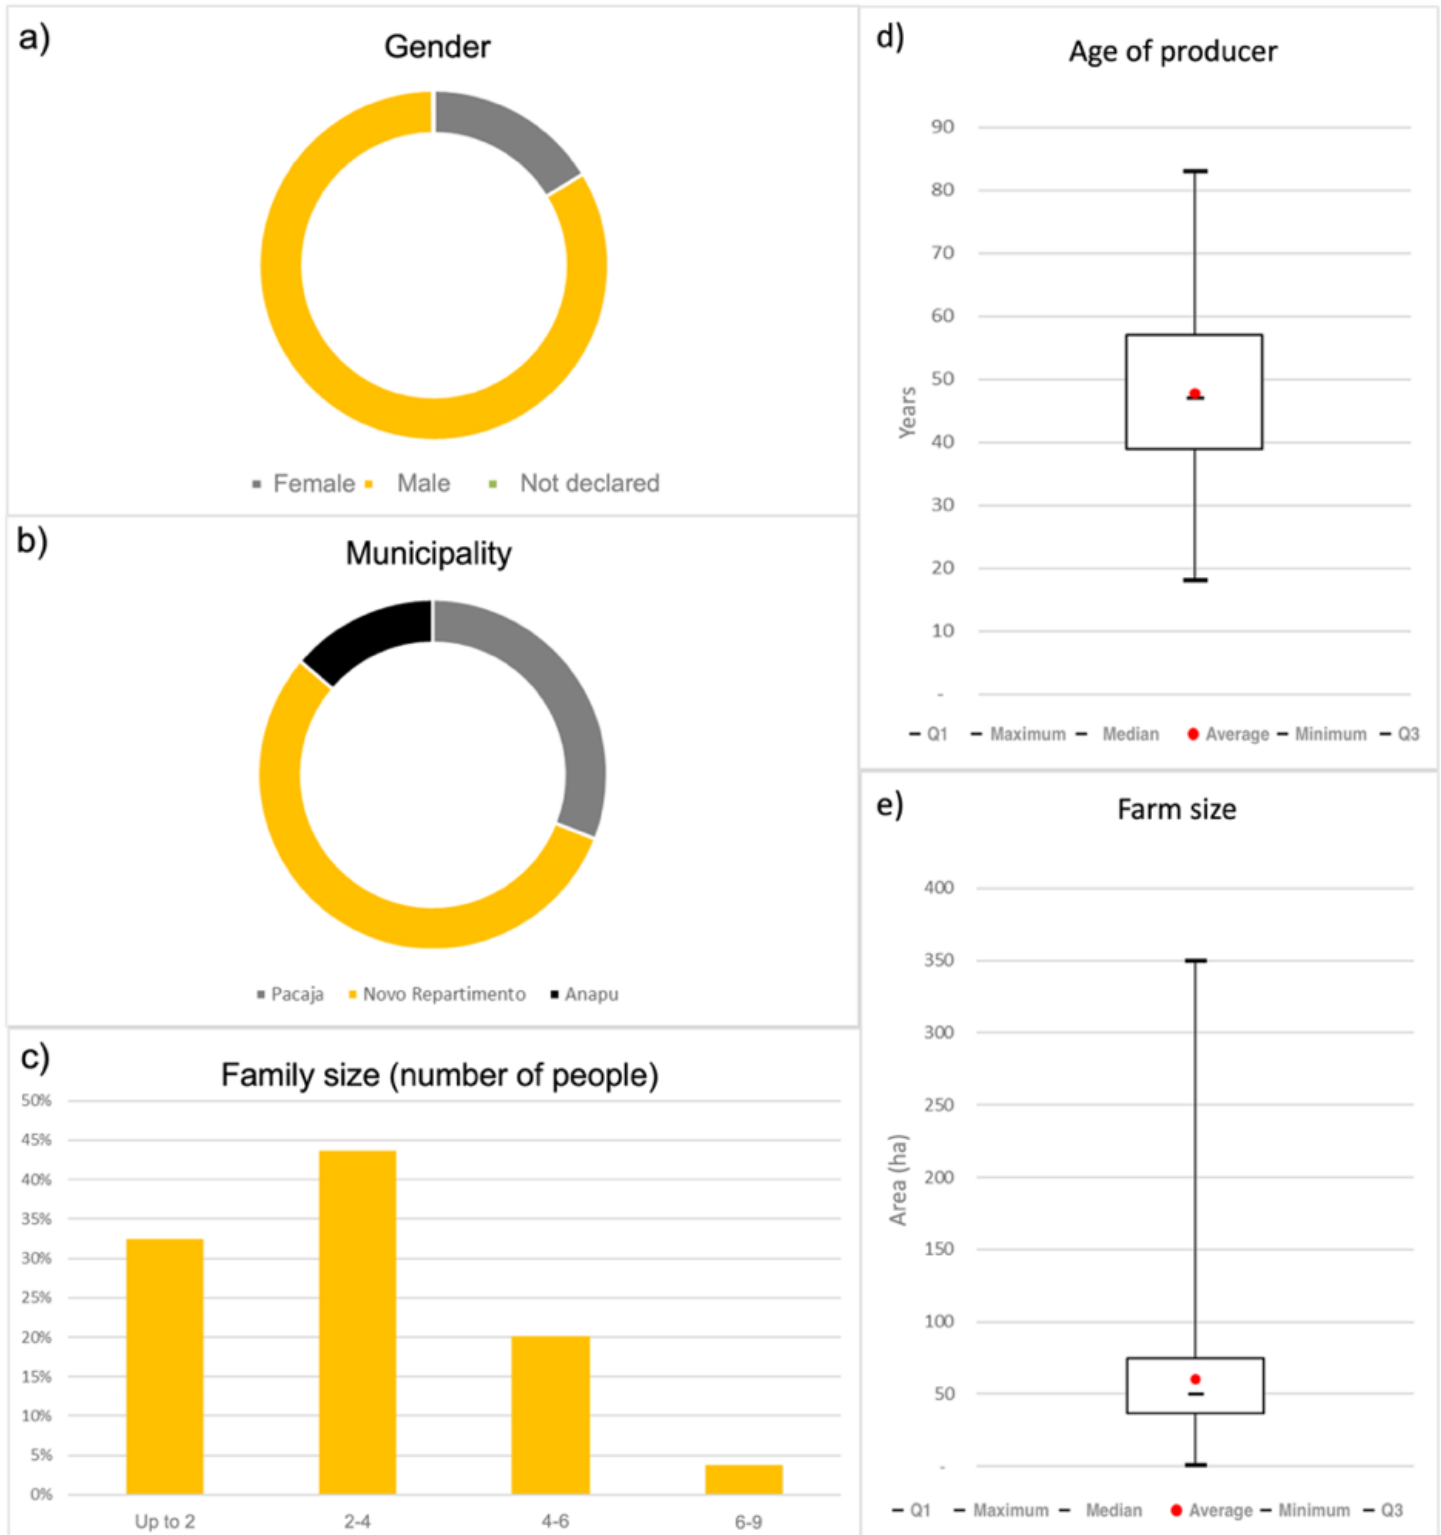 a)
Gender
Female Male Not declared
b)
Municipality
Pacaja Novo Repartimento Anapu
c)
Family size (number of people)
50%
45%
40%
35%
30%
25%
20%
15%
10%
5%
0%
Up to 2 2-4 4-6 6-9
d)
Age of producer
90
80
70
60
50
40
30
20
10
-
Years
Q1 Maximum Median Average Minimum Q3
e)
Farm size
400
350
300
250
200
150
100
50
-
Area (ha)
Q1 Maximum Median Average Minimum Q3